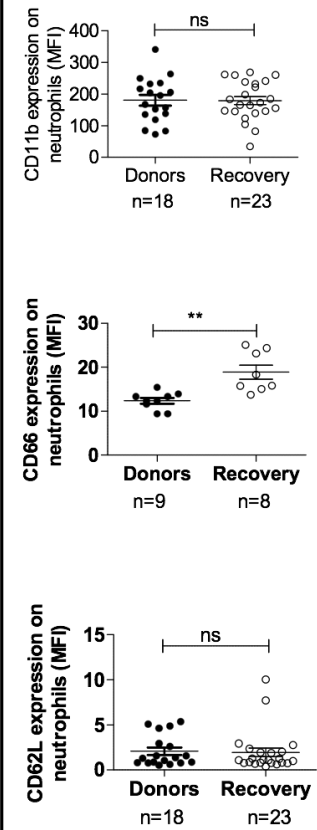 CD11b expression on
neutrophils (MFI)
ns
400
300
200
100
0
Donors Recovery
n=18 n=23
CD66 expression on
neutrophils (MFI)
**
30
20
10
0
Donors Recovery
n=9 n=8
CD62L expression on
neutrophils (MFI)
ns
15
10
5
0
Donors Recovery
n=18 n=23